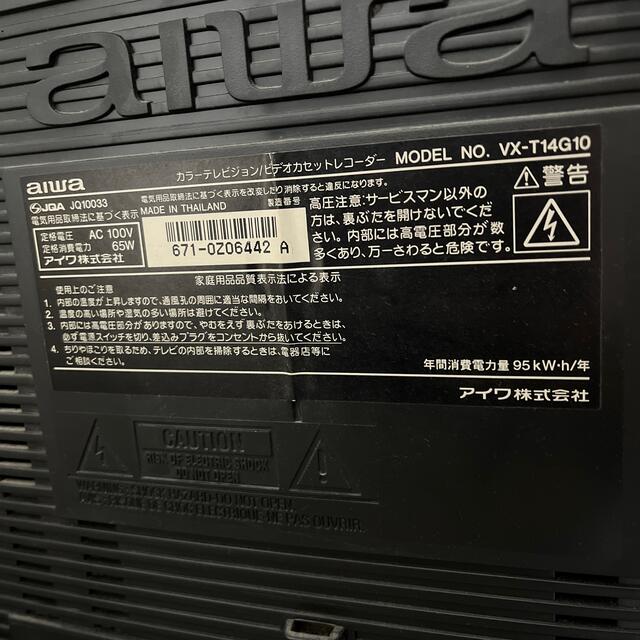 aiwa
カラーテレビジョン/ビデオカセットレコーダー MODEL NO. VX-T14G10
aiwa
JQA JQ10033
電気用品取締法に基づく表示
定格電圧 AC 100V
定格消費電力 65W
アイワ株式会社
電気用品取締法に基づく表示を改変したり消除すると違反になります。
MADE IN THAILAND 製造番号
671-0Z06442 A
警告
高圧注意:サービスマン以外の
方は、裏ぶたを開けないでくだ
さい。内部には高電圧部分が数
多くあり、万一さわると危険です。
家庭用品品質表示法による表示
使用上のご注意
1. 内部の温度が上昇しますので、通風孔の周囲に適当な間隔をおいてください。
2. 温度の高い場所や湿気の多い場所は避けてください。
3. 内部には高電圧部分がありますので、やむをえず 裏ぶたをあけるときは、
必ず電源スイッチを切り、差込みプラグをコンセントから抜いてください。
4. ちりやほこりを取るため、テレビの内部を掃除するときは、電器店等に
ご相談ください。
年間消費電力量 95kW・h/年
アイワ株式会社
CAUTION
RISK OF ELECTRIC SHOCK
DO NOT OPEN
WARNING:SHOCK HAZARD-DO NOT OPEN.
AVIS:RISQUE DE CHOC ELECTRIQUE-NE PAS OUVRIR.